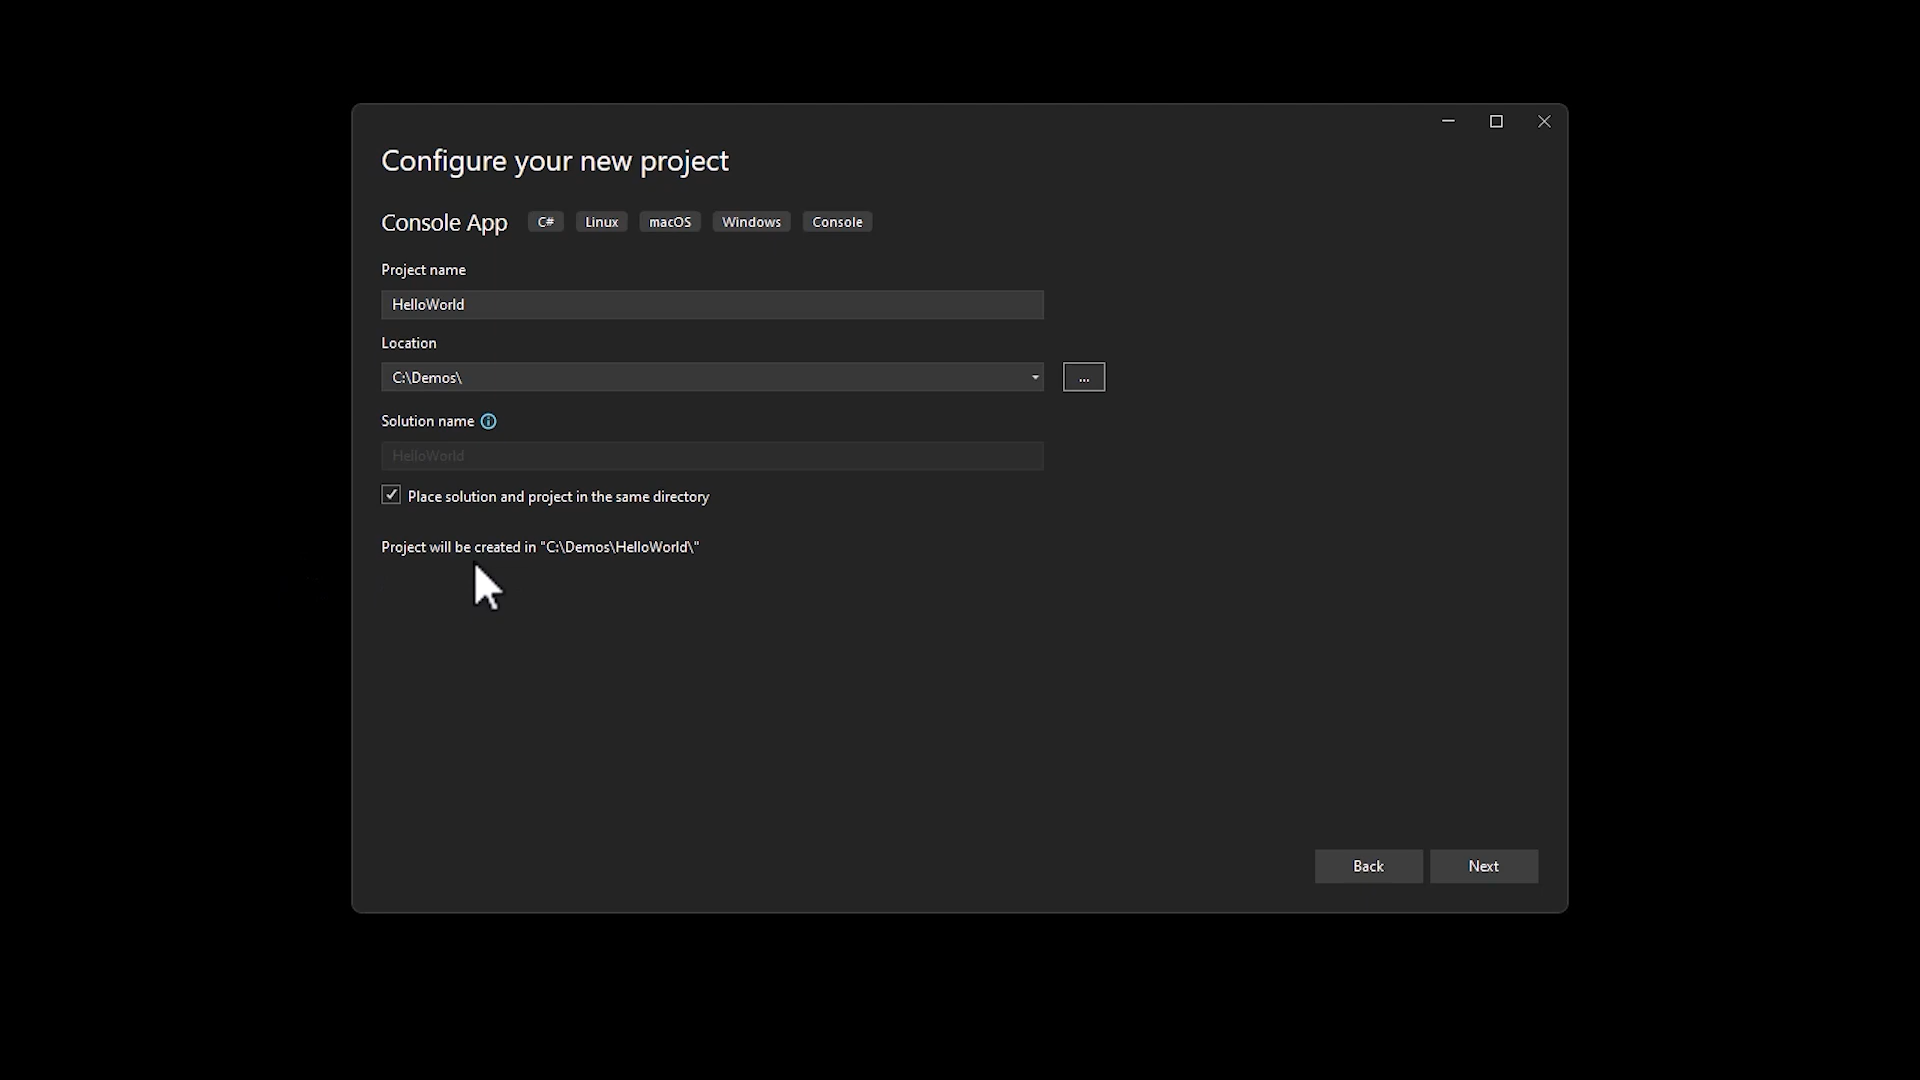 Configure your new project
Console App C# Linux macOS Windows Console
Project name
HelloWorld
Location
C:\Demos\
...
Solution name
HelloWorld
Place solution and project in the same directory
Project will be created in "C:\Demos\HelloWorld\"
Back Next